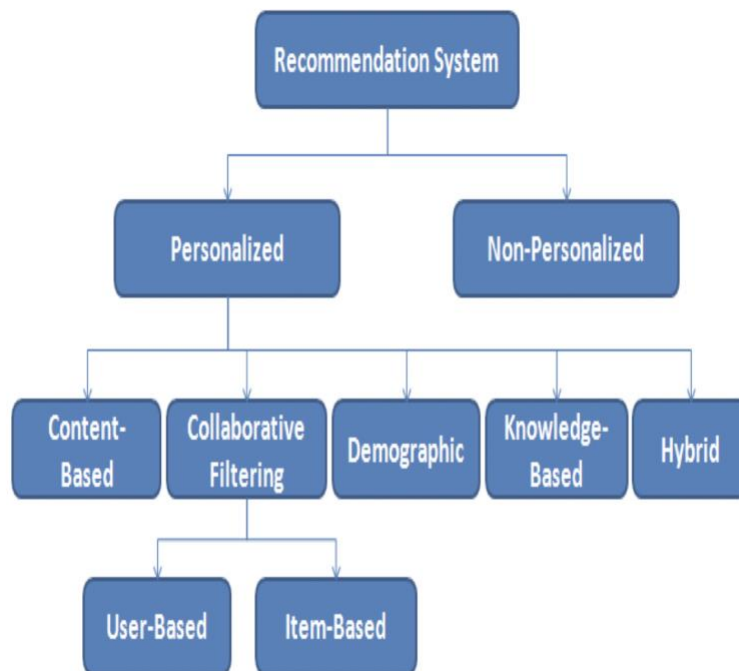 Recommendation System
Personalized
Non-Personalized
Content-
Based
Collaborative
Filtering
Demographic
Knowledge-
Based
Hybrid
User-Based
Item-Based